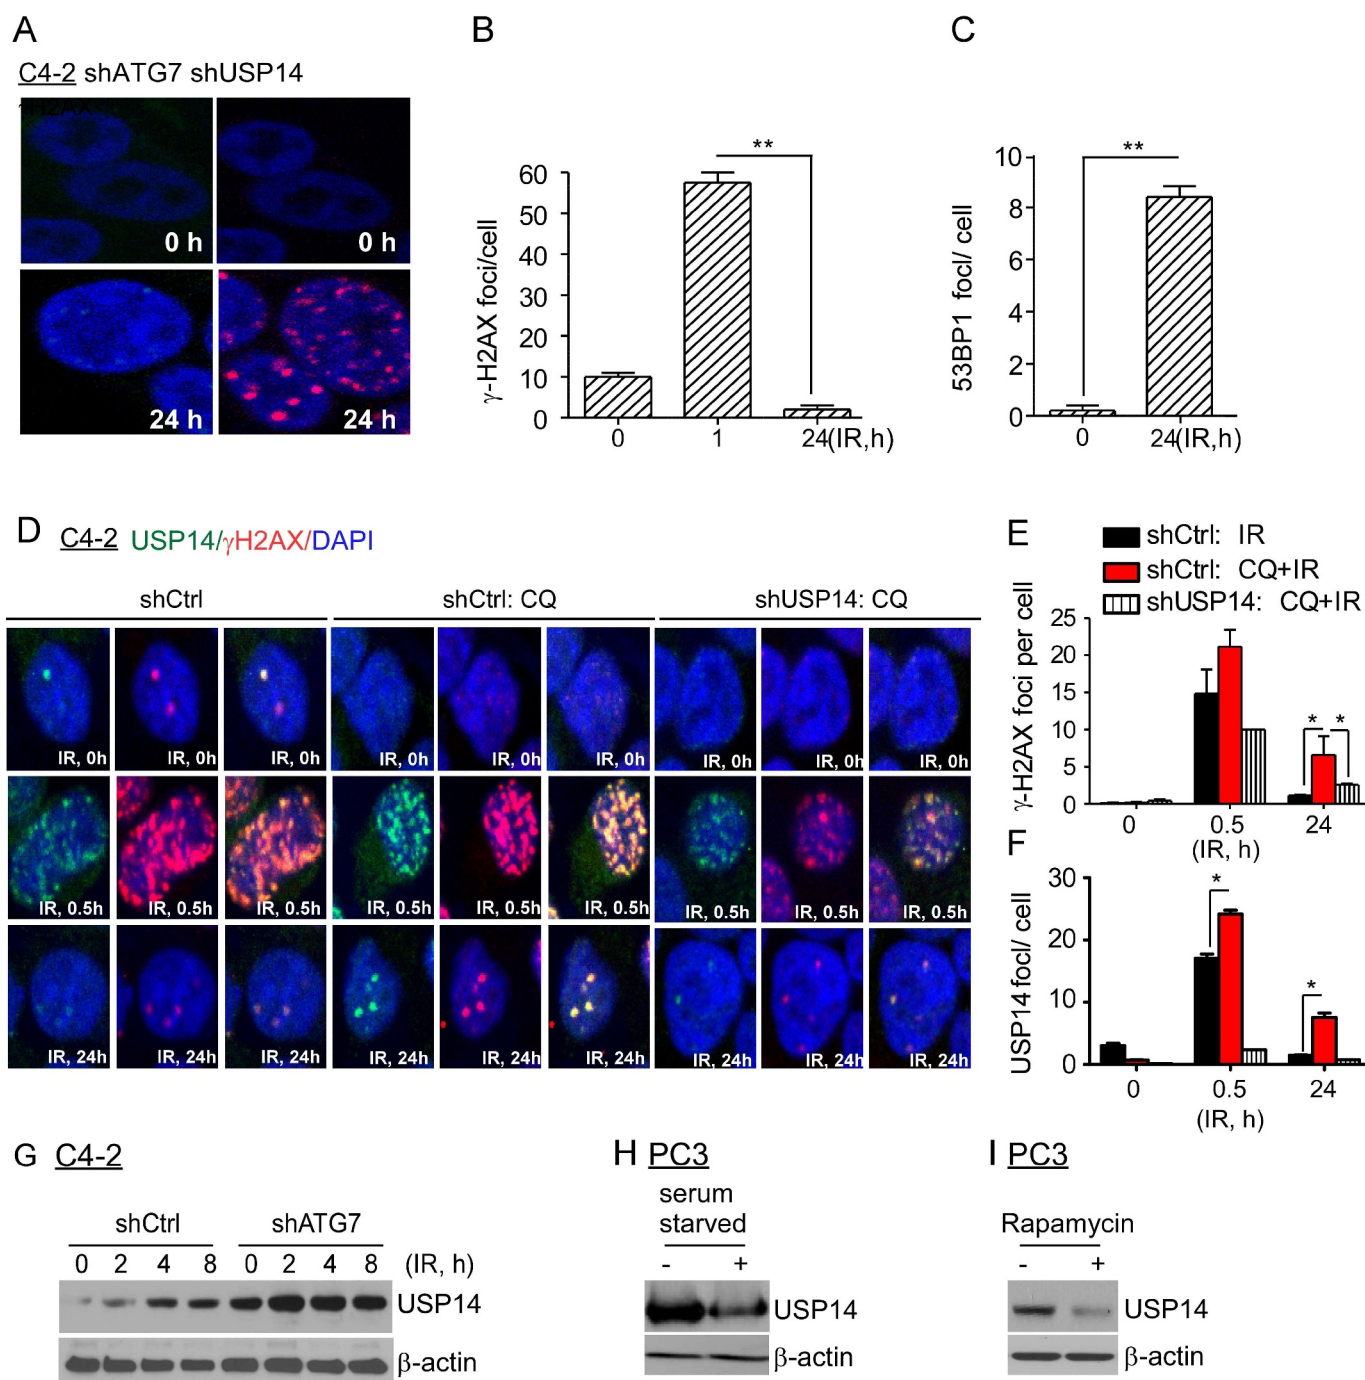 A
C4-2 shATG7 shUSP14
γH2AX
0 h
0 h
24 h
24 h
B
γ-H2AX foci/cell
60
50
40
30
20
10
0
**
0 1 24(IR,h)
C
53BP1 focI/ cell
10
8
6
4
2
0
**
0 24(IR,h)
D C4-2 USP14/γH2AX/DAPI
shCtrl shCtrl: CQ shUSP14: CQ
IR, 0h IR, 0h IR, 0h IR, 0h IR, 0h IR, 0h IR, 0h IR, 0h IR, 0h
IR, 0.5h IR, 0.5h IR, 0.5h IR, 0.5h IR, 0.5h IR, 0.5h IR, 0.5h IR, 0.5h IR, 0.5h
IR, 24h IR, 24h IR, 24h IR, 24h IR, 24h IR, 24h IR, 24h IR, 24h IR, 24h
E
shCtrl: IR
shCtrl: CQ+IR
shUSP14: CQ+IR
γ-H2AX foci per cell
25
20
15
10
5
0
* *
0 0.5 24
(IR, h)
F
USP14 focI/ cell
30
20
10
0
*
*
0 0.5 24
(IR, h)
G C4-2
shCtrl shATG7
0 2 4 8 0 2 4 8 (IR, h)
USP14
β-actin
H PC3
serum
starved
- +
USP14
β-actin
I PC3
Rapamycin
- +
USP14
β-actin